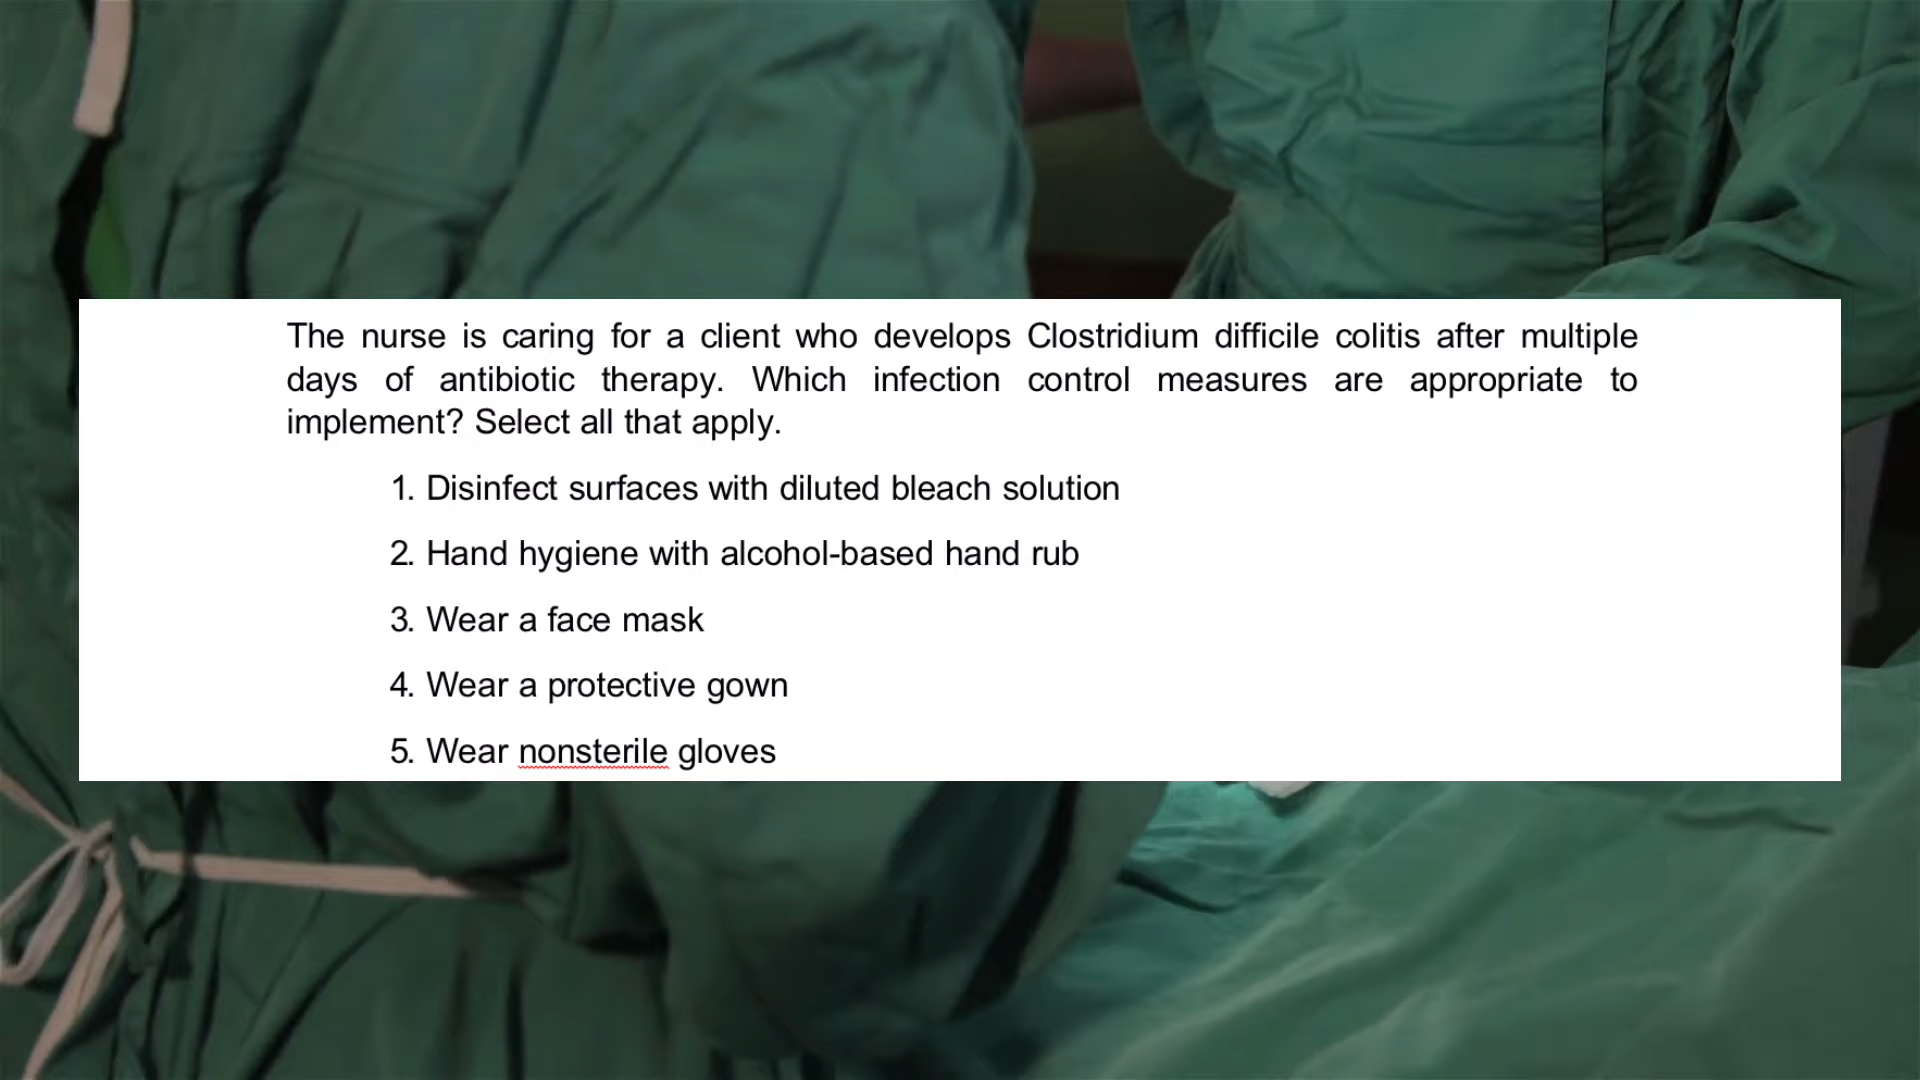 The nurse is caring for a client who develops Clostridium difficile colitis after multiple
days of antibiotic therapy. Which infection control measures are appropriate to
implement? Select all that apply.
1. Disinfect surfaces with diluted bleach solution
2. Hand hygiene with alcohol-based hand rub
3. Wear a face mask
4. Wear a protective gown
5. Wear nonsterile gloves